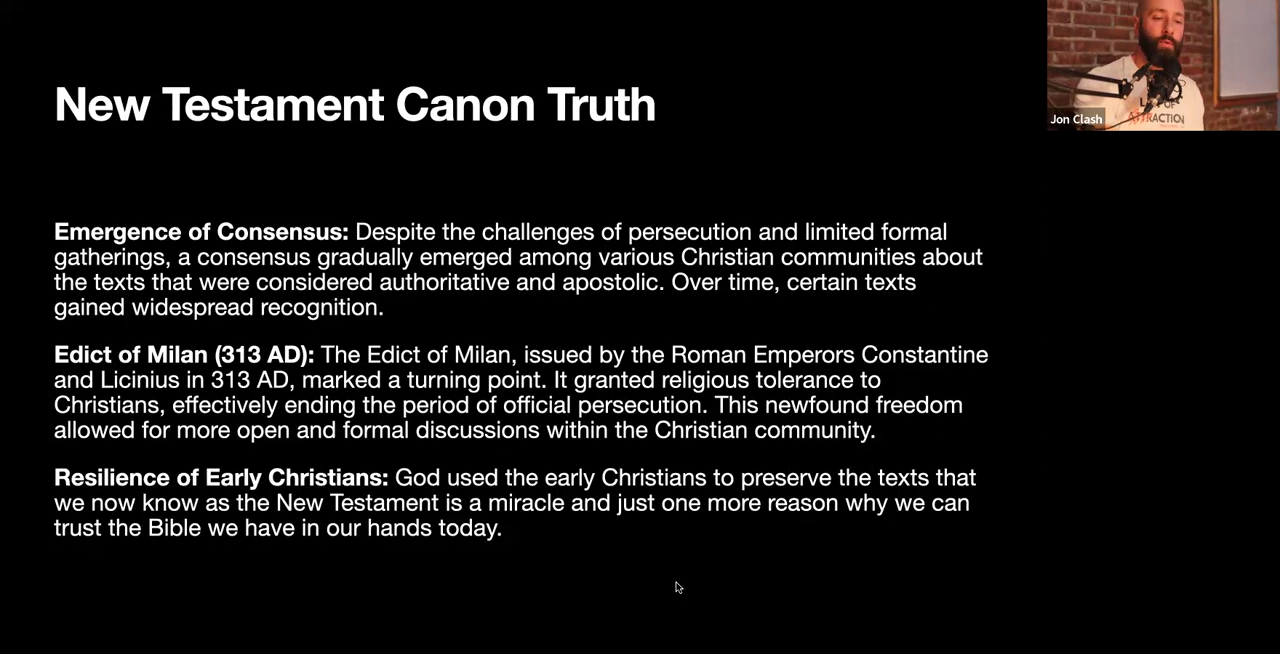 New Testament Canon Truth
Jon Clash
ATTRACTION
Emergence of Consensus: Despite the challenges of persecution and limited formal
gatherings, a consensus gradually emerged among various Christian communities about
the texts that were considered authoritative and apostolic. Over time, certain texts
gained widespread recognition.
Edict of Milan (313 AD): The Edict of Milan, issued by the Roman Emperors Constantine
and Licinius in 313 AD, marked a turning point. It granted religious tolerance to
Christians, effectively ending the period of official persecution. This newfound freedom
allowed for more open and formal discussions within the Christian community.
Resilience of Early Christians: God used the early Christians to preserve the texts that
we now know as the New Testament is a miracle and just one more reason why we can
trust the Bible we have in our hands today.